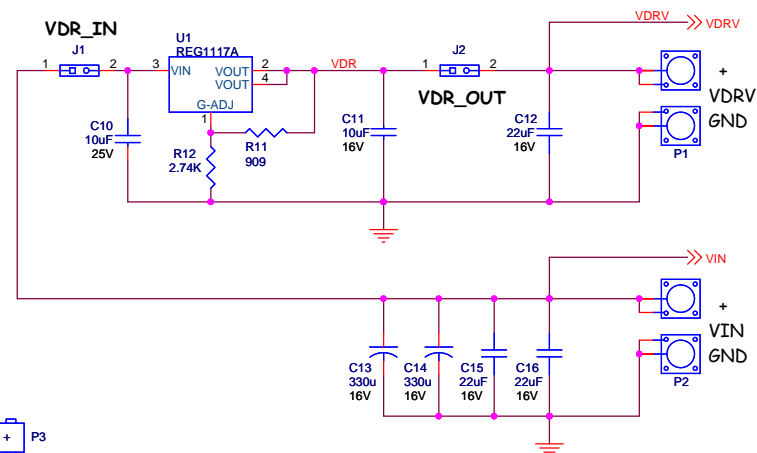 VDRV
VDRV
VDR_IN
J1
1
2
U1
REG1117A
3
VIN
VOUT
2
VOUT
4
G-ADJ
1
VDR
J2
1
2
VDR_OUT
+
VDRV
GND
P1
C10
10uF
25V
R12
2.74K
R11
909
C11
10uF
16V
C12
22uF
16V
VIN
+
VIN
GND
P2
C13
330u
16V
C14
330u
16V
C15
22uF
16V
C16
22uF
16V
+
P3